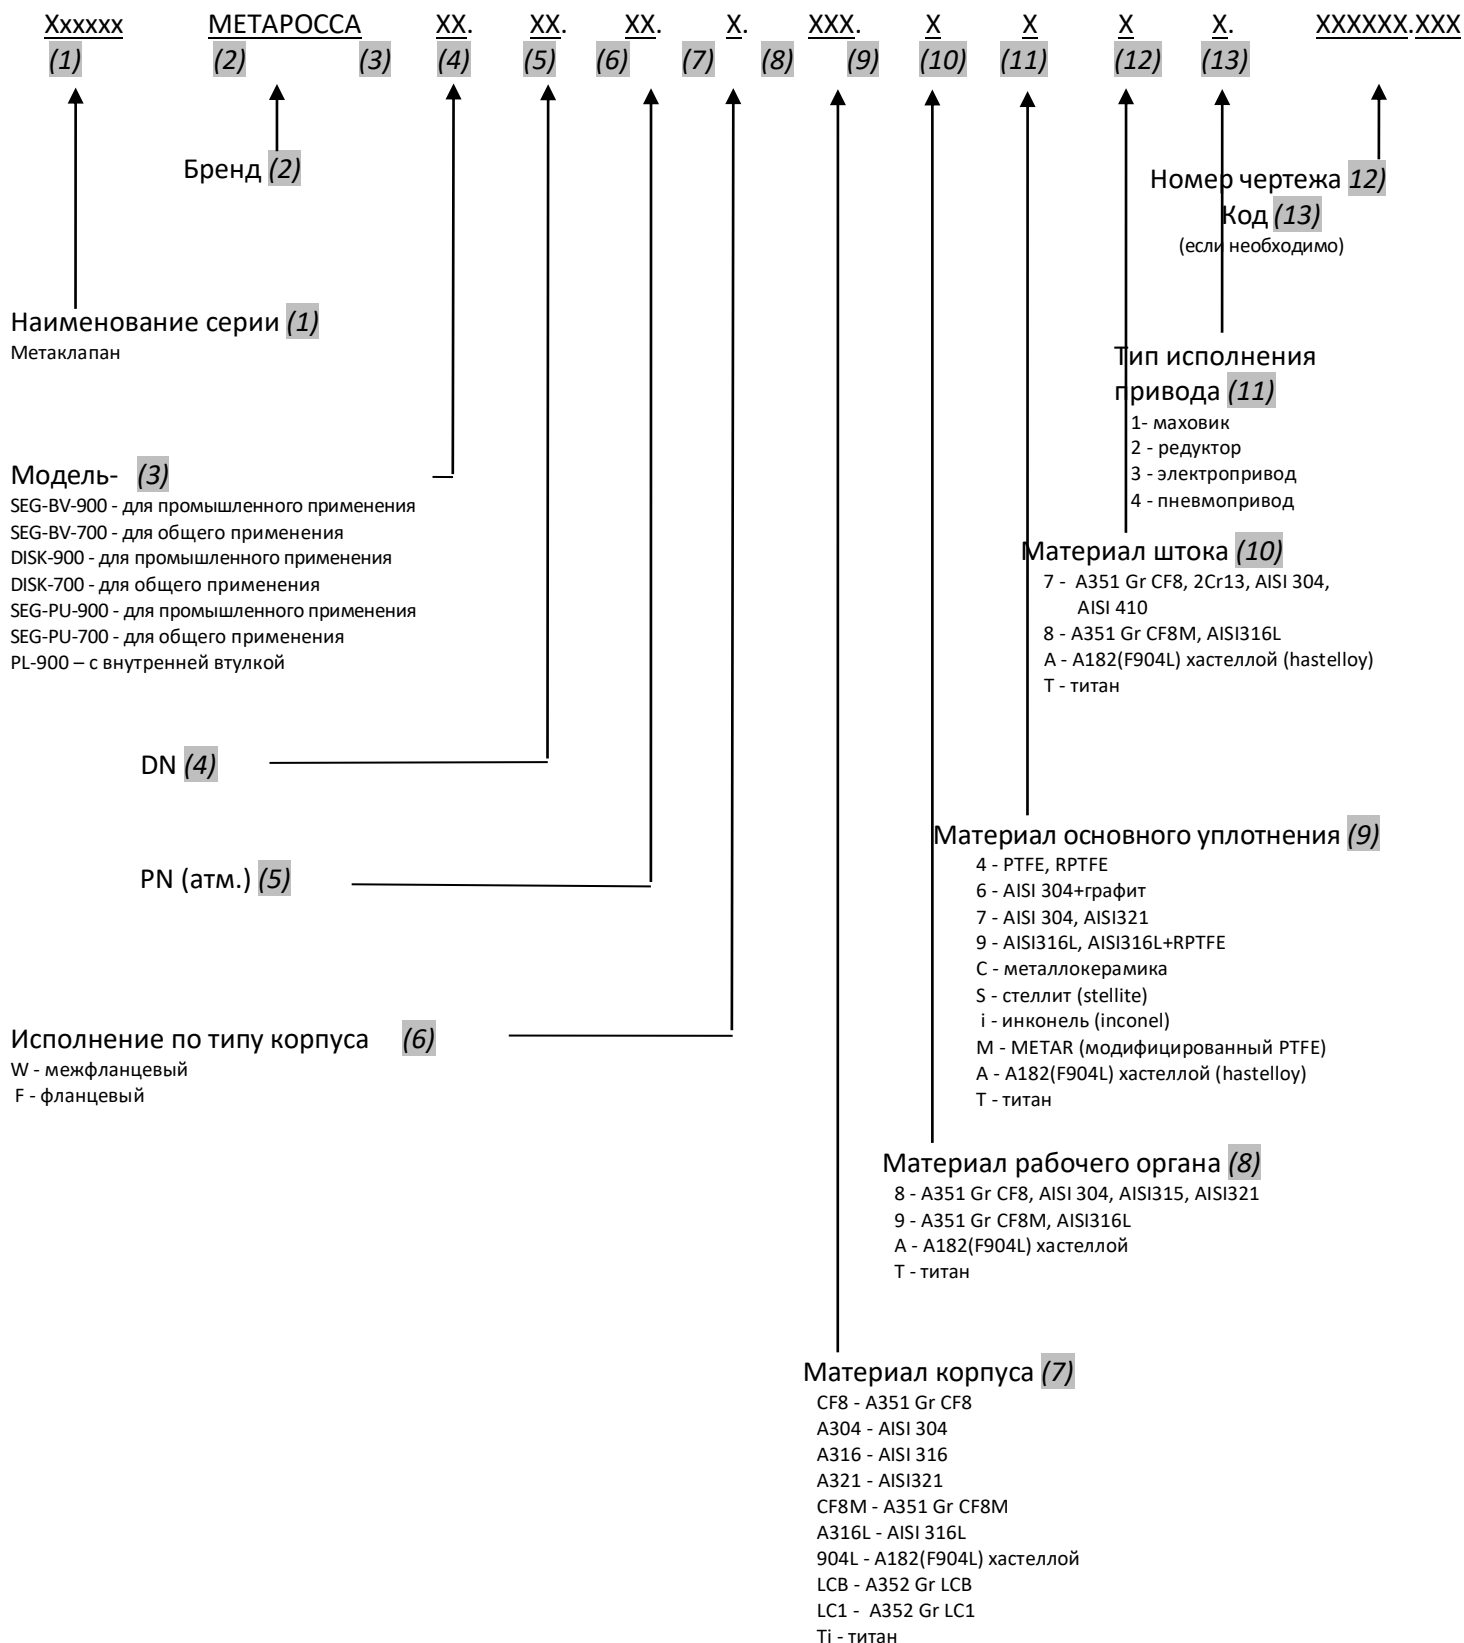 Xxxxxx МЕТАРОССА XX. XX. XX. X. XXX. X X X X. XXXXXX.XXX
(1) (2) (3) (4) (5) (6) (7) (8) (9) (10) (11) (12) (13)
Бренд (2)
Номер чертежа 12)
Код (13)
(если необходимо)
Наименование серии (1)
Метаклапан
Тип исполнения
привода (11)
1- маховик
2 - редуктор
3 - электропривод
4 - пневмопривод
Модель- (3)
SEG-BV-900 - для промышленного применения
SEG-BV-700 - для общего применения
DISK-900 - для промышленного применения
DISK-700 - для общего применения
SEG-PU-900 - для промышленного применения
SEG-PU-700 - для общего применения
PL-900 – с внутренней втулкой
Материал штока (10)
7 - A351 Gr CF8, 2Cr13, AISI 304,
AISI 410
8 - A351 Gr CF8M, AISI316L
A - A182(F904L) хастеллой (hastelloy)
T - титан
DN (4)
PN (атм.) (5)
Материал основного уплотнения (9)
4 - PTFE, RPTFE
6 - AISI 304+графит
7 - AISI 304, AISI321
9 - AISI316L, AISI316L+RPTFE
C - металлокерамика
S - стеллит (stellite)
i - инконель (inconel)
M - METAR (модифицированный PTFE)
A - A182(F904L) хастеллой (hastelloy)
T - титан
Исполнение по типу корпуса (6)
W - межфланцевый
F - фланцевый
Материал рабочего органа (8)
8 - A351 Gr CF8, AISI 304, AISI315, AISI321
9 - A351 Gr CF8M, AISI316L
A - A182(F904L) хастеллой
T - титан
Материал корпуса (7)
CF8 - A351 Gr CF8
A304 - AISI 304
A316 - AISI 316
A321 - AISI321
CF8M - A351 Gr CF8M
A316L - AISI 316L
904L - A182(F904L) хастеллой
LCB - A352 Gr LCB
LC1 - A352 Gr LC1
Ti - титан